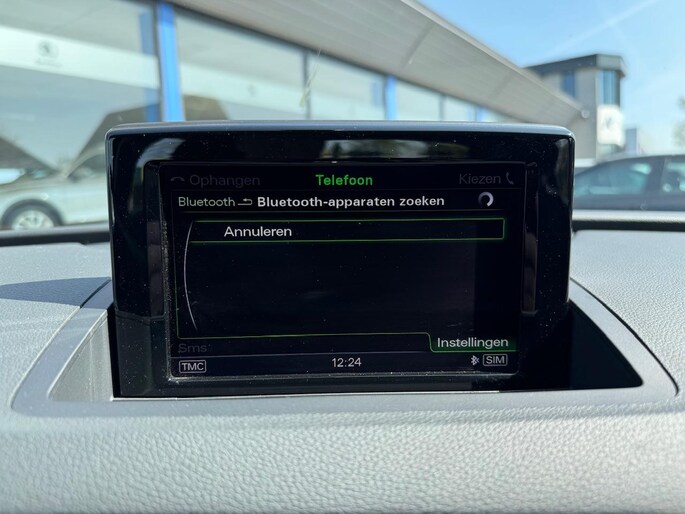 Ophangen Telefoon Kiezen
Bluetooth Bluetooth-apparaten zoeken
Annuleren
Sms Instellingen
TMC 12:24 SIM